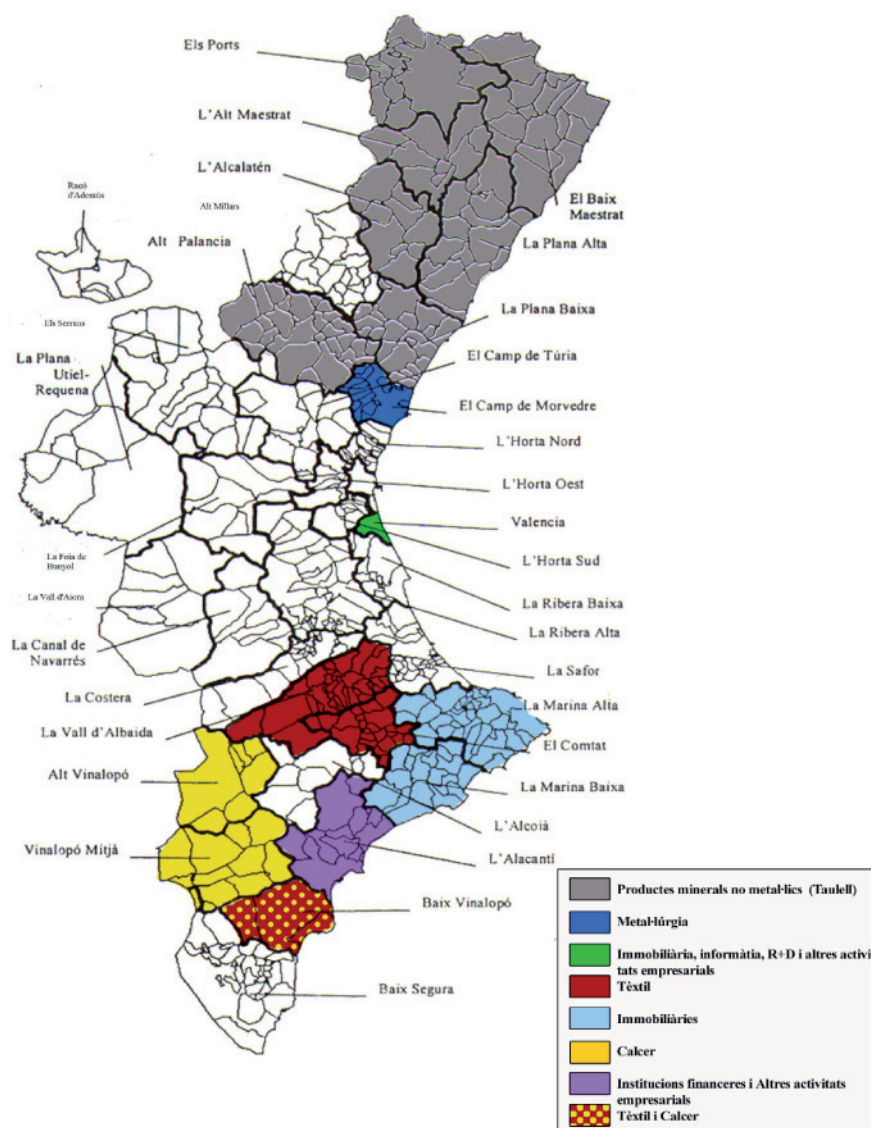 Els Ports
L'Alt Maestrat
L'Alcalatén
Racó
d'Ademús
Alt Millars
Alt Palancia
El Baix
Maestrat
La Plana Alta
Els Serrans
La Plana
Utiel-
Requena
La Plana Baixa
El Camp de Túria
El Camp de Morvedre
L'Horta Nord
L'Horta Oest
Valencia
L'Horta Sud
La Foia de
Bunyol
La Vall d'Aiora
La Ribera Baixa
La Ribera Alta
La Canal de
Navarrés
La Safor
La Costera
La Marina Alta
La Vall d'Albaida
El Comtat
Alt Vinalopó
La Marina Baixa
L'Alcoià
Vinalopó Mitjà
L'Alacantí
Baix Vinalopó
Baix Segura
Productes minerals no metal·lics (Taulell)
Metal·lúrgia
Immobiliària, informàtia, R+D i altres activi
tats empresarials
Tèxtil
Immobiliàries
Calcer
Institucions financeres i Altres activitats
empresarials
Tèxtil i Calcer